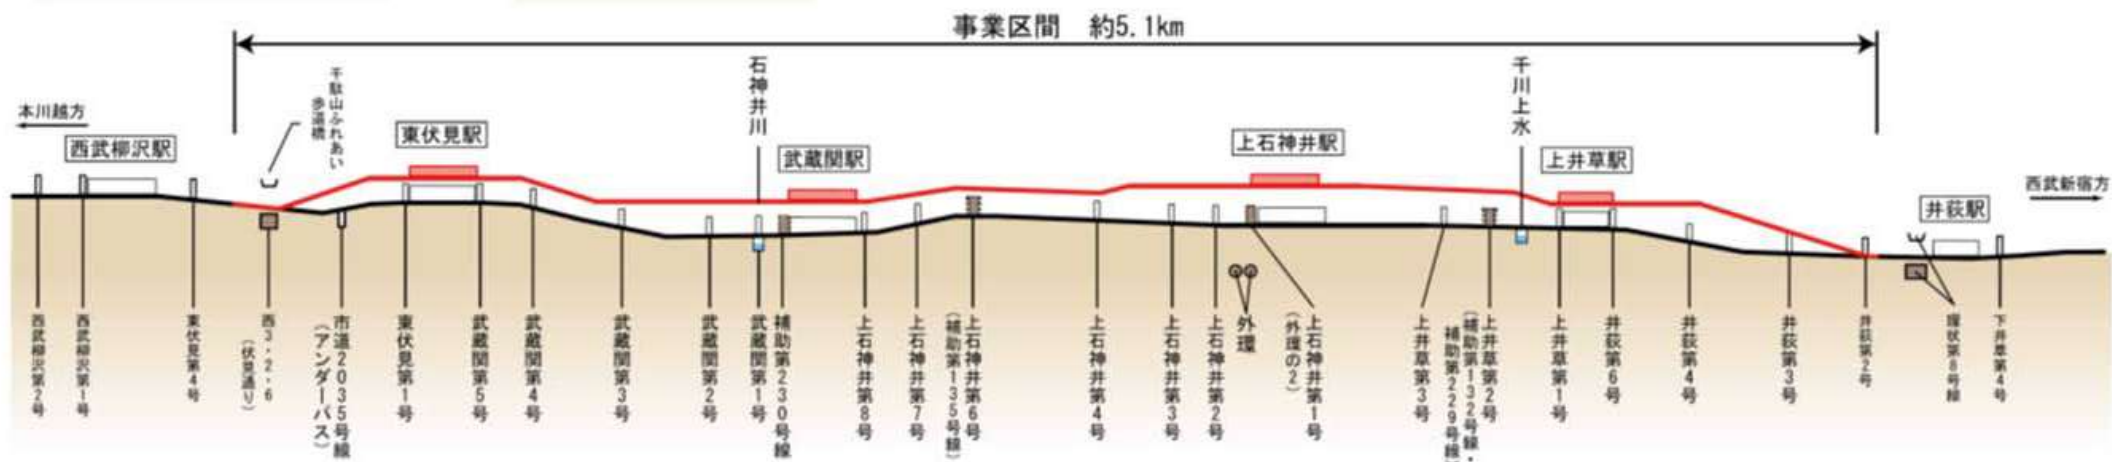 事業区間 約5.1km
本川越方
西武柳沢駅
千駄山ふれあい
歩道橋
東伏見駅
石神井川
武蔵関駅
上石神井駅
千川上水
上井草駅
井荻駅
西武新宿方
西武柳沢第2号
西武柳沢第1号
東伏見第4号
西3・2・6
(伏見通り)
市道2035号線
(アンダーパス)
東伏見第1号
武蔵関第5号
武蔵関第4号
武蔵関第3号
武蔵関第2号
武蔵関第1号
補助第230号線
上石神井第8号
上石神井第7号
上石神井第6号
(補助第135号線)
上石神井第4号
上石神井第3号
上石神井第2号
外環
上石神井第1号
(外環の2)
上井草第3号
上井草第2号
(補助第132号線・
補助第229号線
上井草第1号
井荻第6号
井荻第4号
井荻第3号
井荻第2号
環状第8号線
下井草第4号